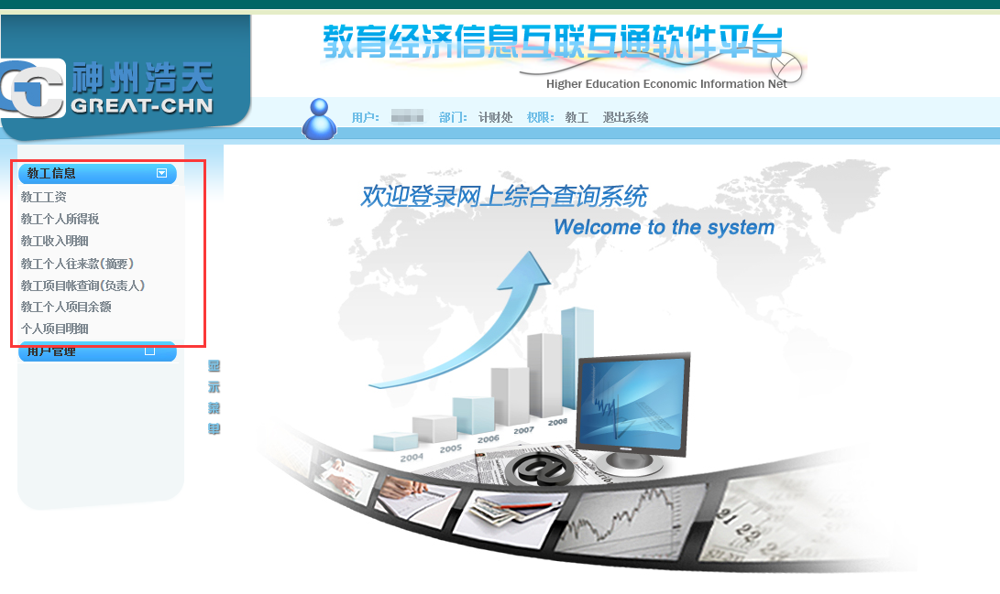 教育经济信息互联互通软件平台
Higher Education Economic Information Net
神州浩天
GREAT-CHN
用户： 部门： 计财处 权限： 教工 退出系统
教工信息
教工工资
教工个人所得税
教工收入明细
教工个人往来款(摘要)
教工项目帐查询(负责人)
教工个人项目余额
个人项目明细
用户管理
显示菜单
欢迎登录网上综合查询系统
Welcome to the system
2004 2005 2006 2007 2008
@
21 22